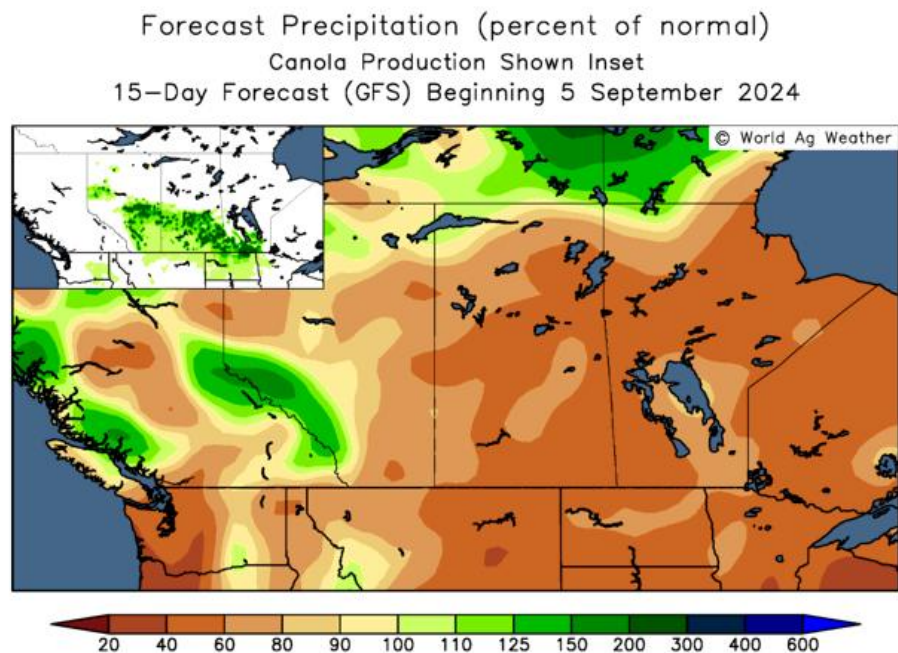 Forecast Precipitation (percent of normal)
Canola Production Shown Inset
15-Day Forecast (GFS) Beginning 5 September 2024
© World Ag Weather
20 40 60 80 90 100 110 125 150 200 300 400 600